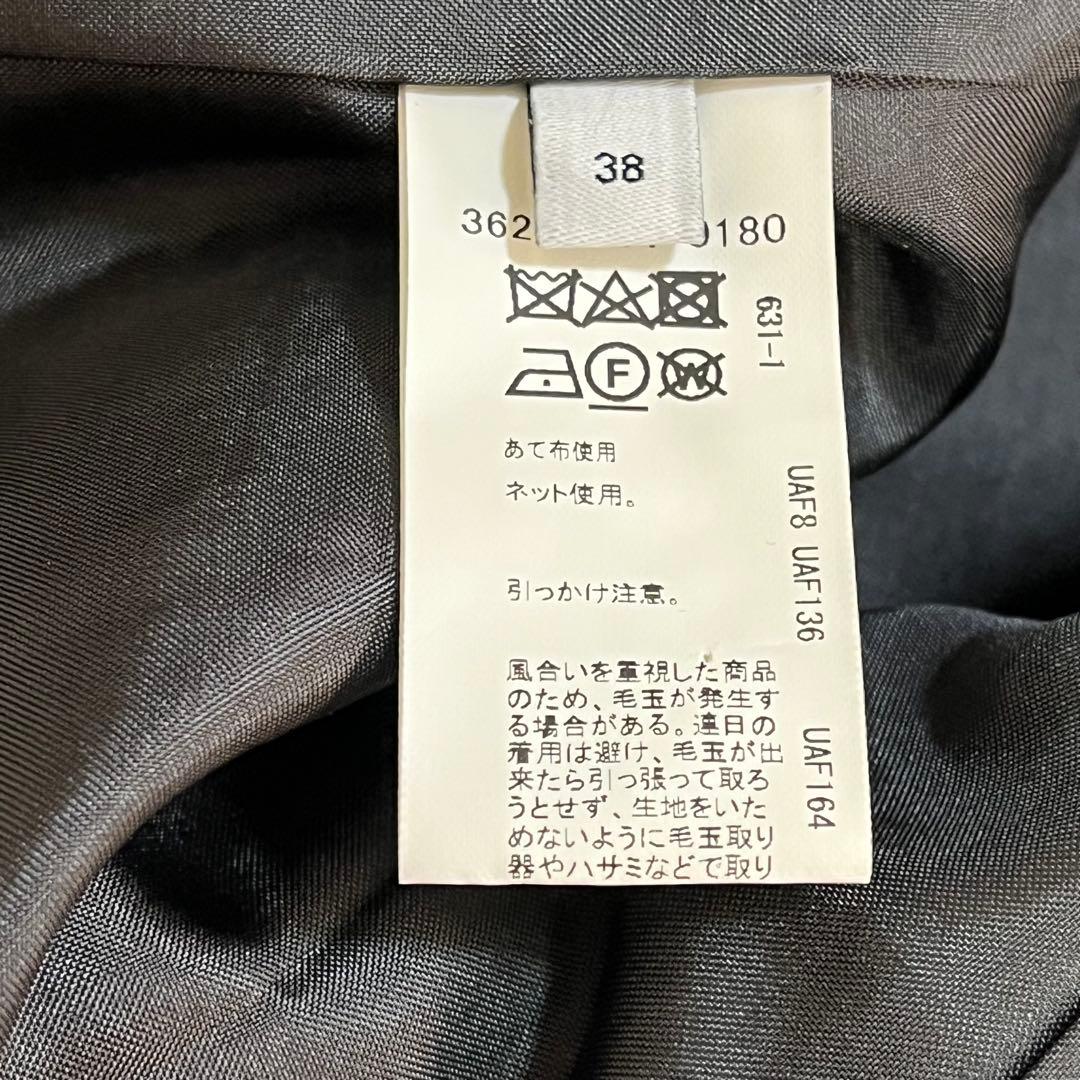 38
362
0180
631-1
F
W
あて布使用
ネット使用。
引っかけ注意。
風合いを重視した商品
のため、毛玉が発生す
る場合がある。連日の
着用は避け、毛玉が出
来たら引っ張って取ろ
うとせず、生地をいた
めないように毛玉取り
器やハサミなどで取り
UAF8 UAF136
UAF164